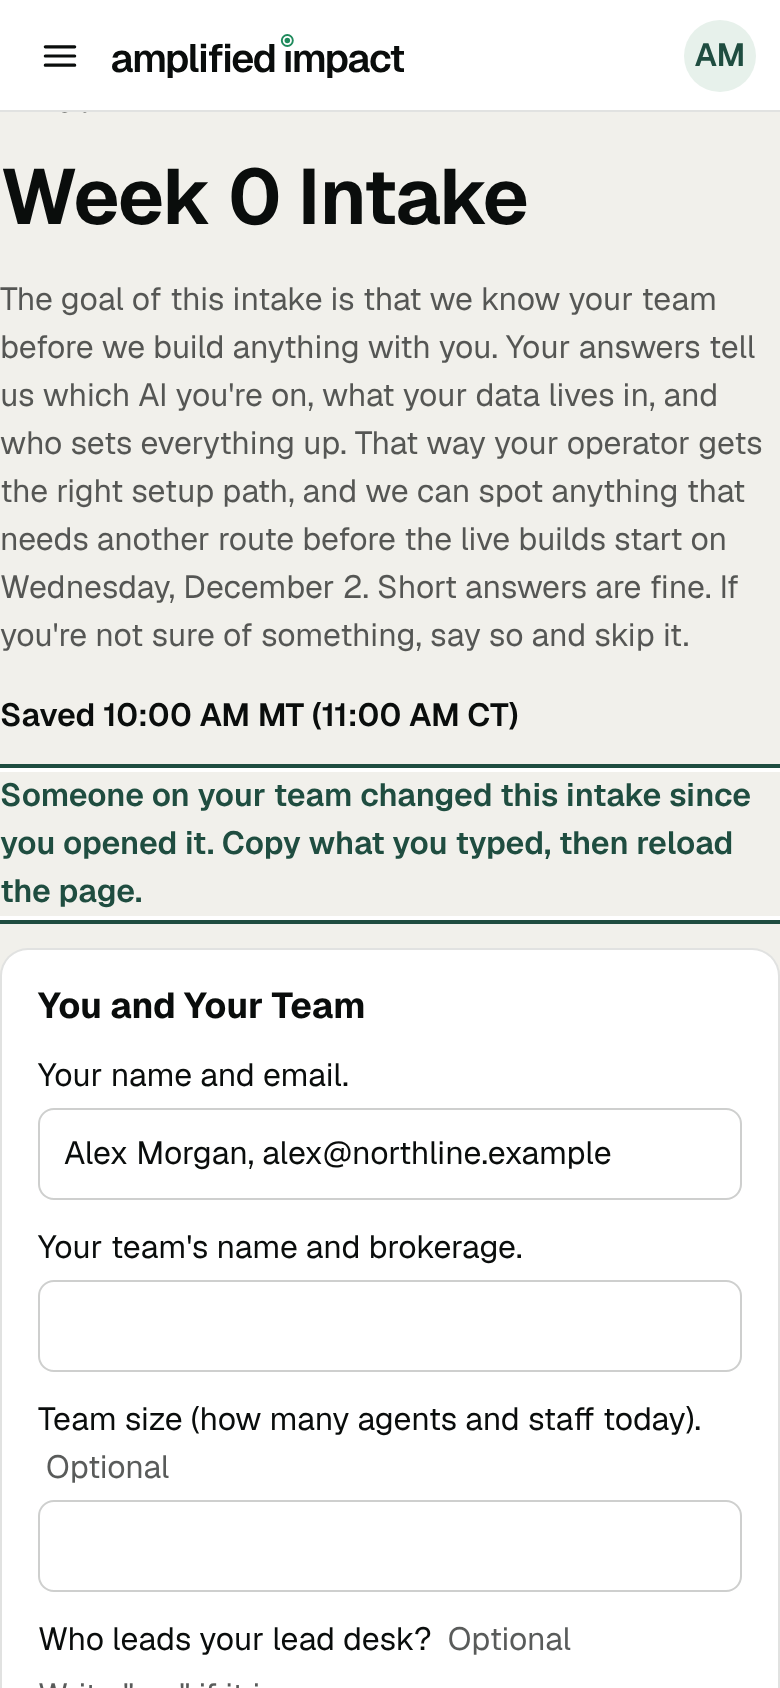 amplified impact
AM
Week 0 Intake
The goal of this intake is that we know your team
before we build anything with you. Your answers tell
us which AI you're on, what your data lives in, and
who sets everything up. That way your operator gets
the right setup path, and we can spot anything that
needs another route before the live builds start on
Wednesday, December 2. Short answers are fine. If
you're not sure of something, say so and skip it.
Saved 10:00 AM MT (11:00 AM CT)
Someone on your team changed this intake since
you opened it. Copy what you typed, then reload
the page.
You and Your Team
Your name and email.
Alex Morgan, alex@northline.example
Your team's name and brokerage.
Team size (how many agents and staff today).
Optional
Who leads your lead desk? Optional